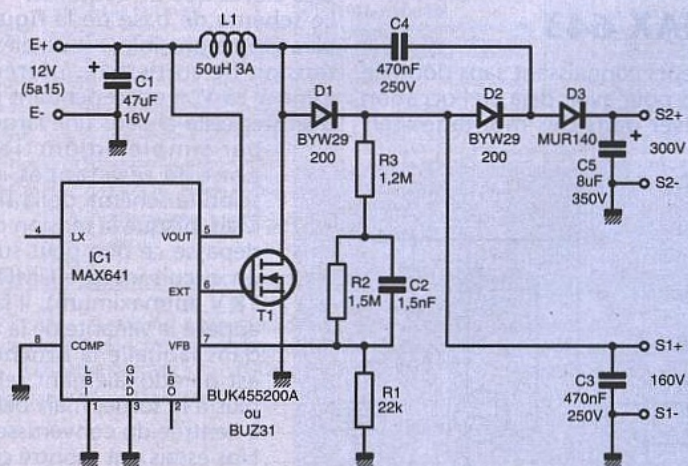 L1
50uH 3A
C4
470nF
250V
E+
12V
(5a15)
E-
+
C1
47uF
16V
D1
BYW29
200
D2
BYW29
200
D3
MUR140
S2+
+
300V
C5
8uF
350V
S2-
R3
1,2M
R2
1,5M
C2
1,5nF
R1
22k
4
LX
IC1
MAX641
VOUT
5
EXT
6
T1
8
COMP
VFB
7
LBI
GND
LBO
1
3
2
BUK455200A
ou
BUZ31
S1+
160V
C3
470nF
250V
S1-